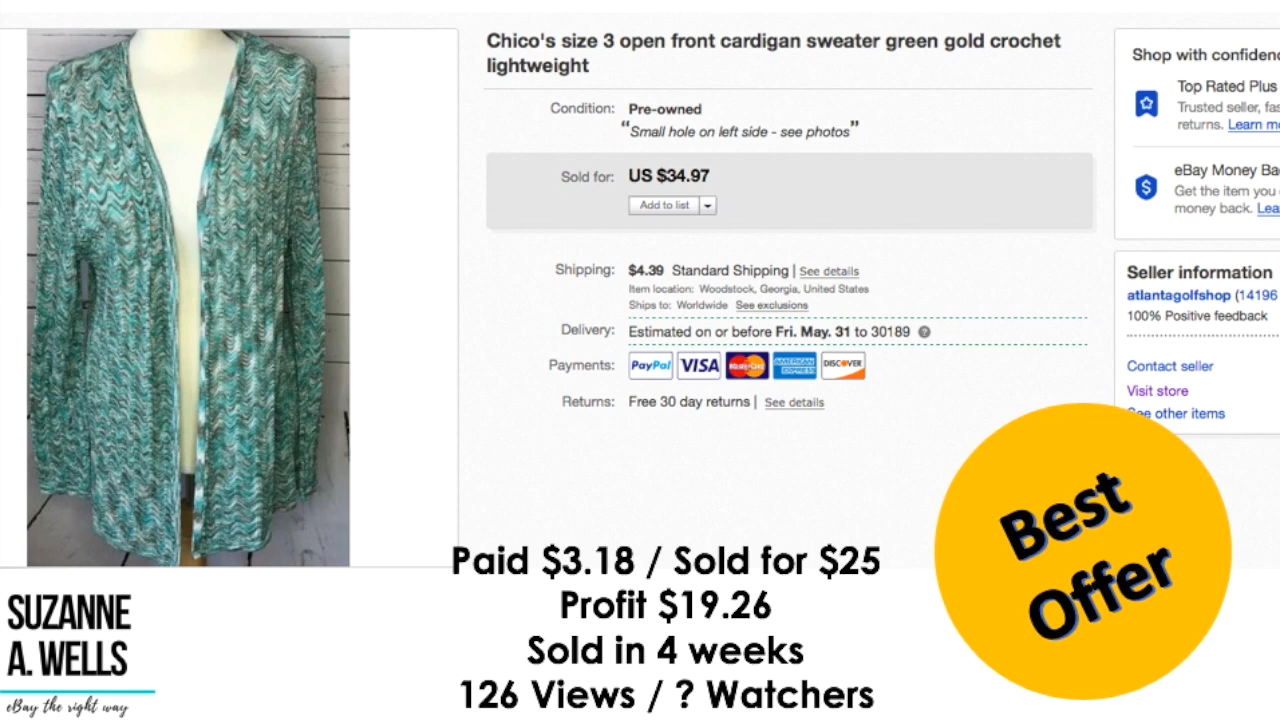 Chico's size 3 open front cardigan sweater green gold crochet
lightweight
Condition: Pre-owned
“Small hole on left side - see photos”
Sold for: US $34.97
Add to list
Shipping: $4.39 Standard Shipping | See details
Item location: Woodstock, Georgia, United States
Ships to: Worldwide See exclusions
Delivery: Estimated on or before Fri. May. 31 to 30189 ?
Payments: PayPal VISA MasterCard AMERICAN EXPRESS DISCOVER
Returns: Free 30 day returns | See details
Shop with
Top Rated Plus
Trusted seller,
returns. Learn
eBay Money
Get the item you
money back.
Seller information
atlantagolfshop (14196
100% Positive feedback
Contact seller
Visit store
See other items
Best
Offer
Paid $3.18 / Sold for $25
Profit $19.26
Sold in 4 weeks
126 Views / ? Watchers
SUZANNE
A. WELLS
eBay the right way